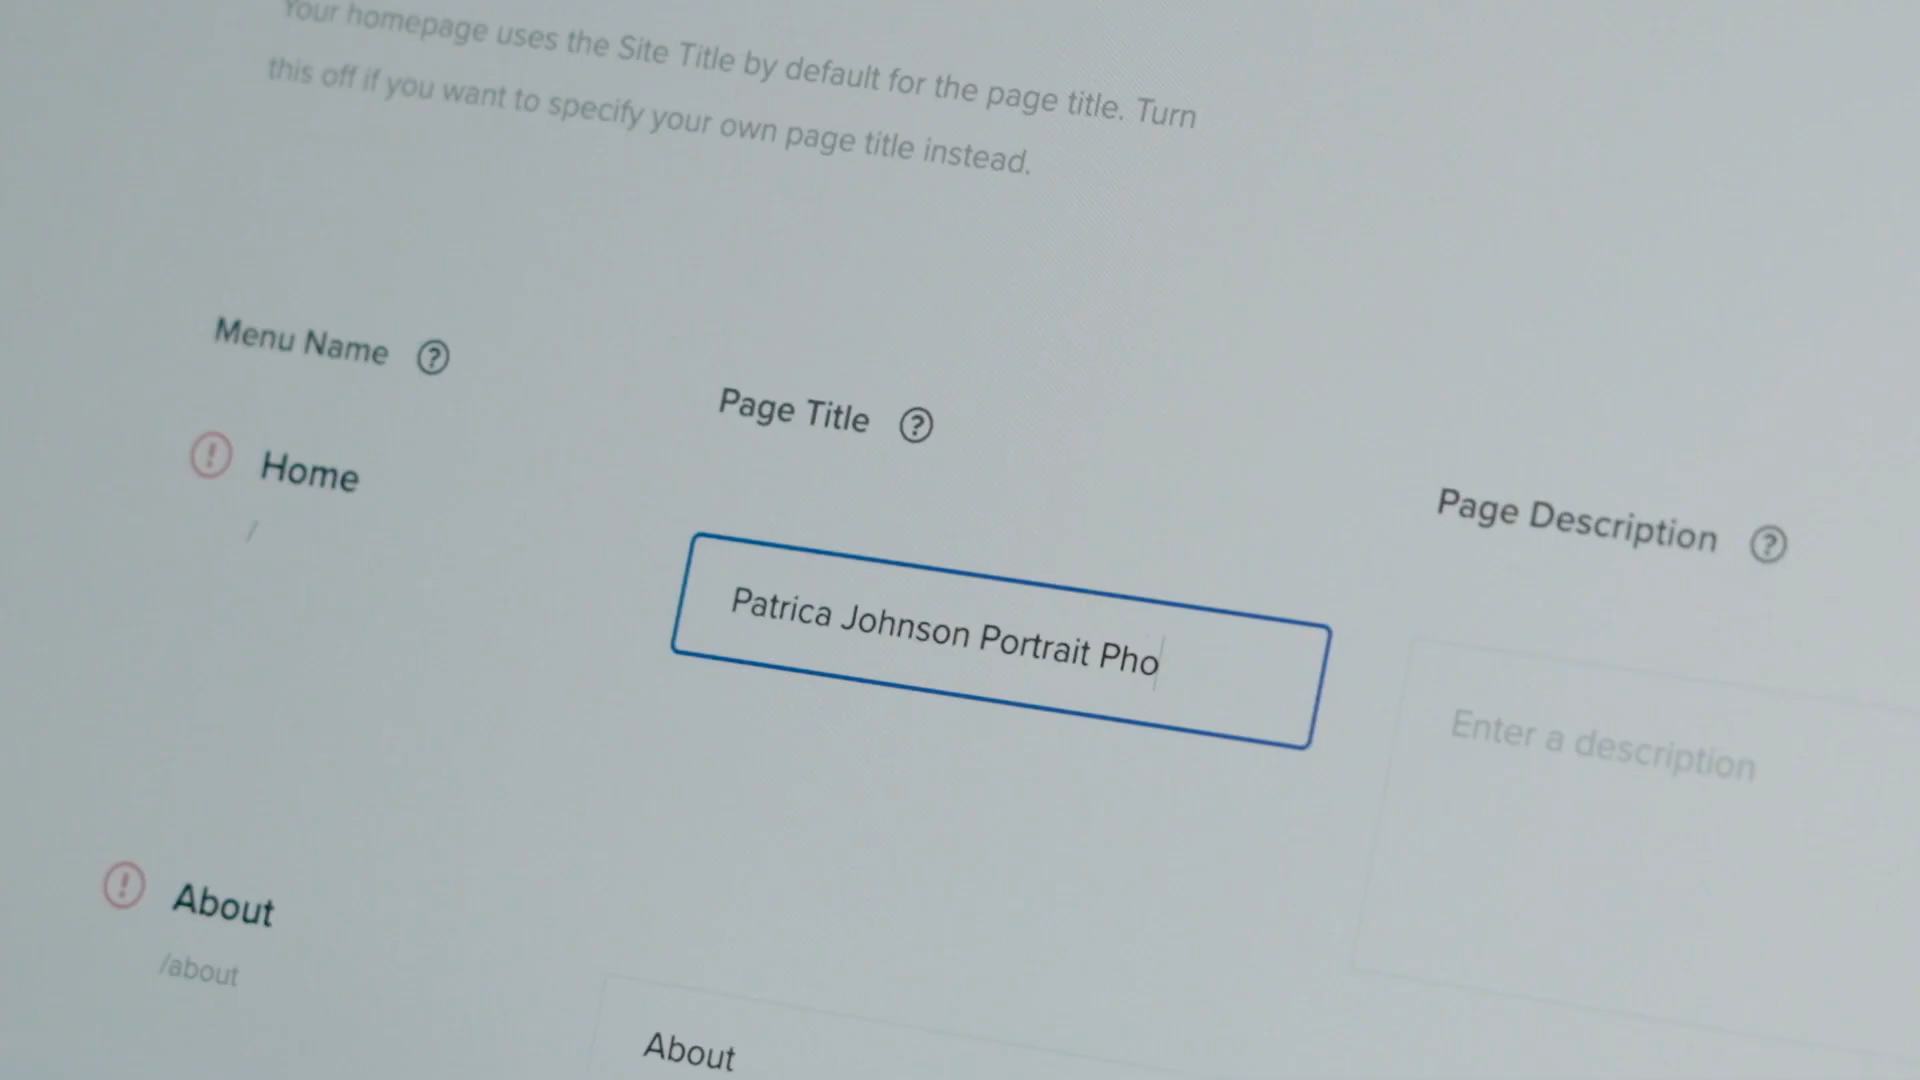 Your homepage uses the Site Title by default for the page title. Turn
this off if you want to specify your own page title instead.
Menu Name ?
Page Title ?
Page Description ?
! Home
/
Patrica Johnson Portrait Pho
Enter a description
! About
/about
About